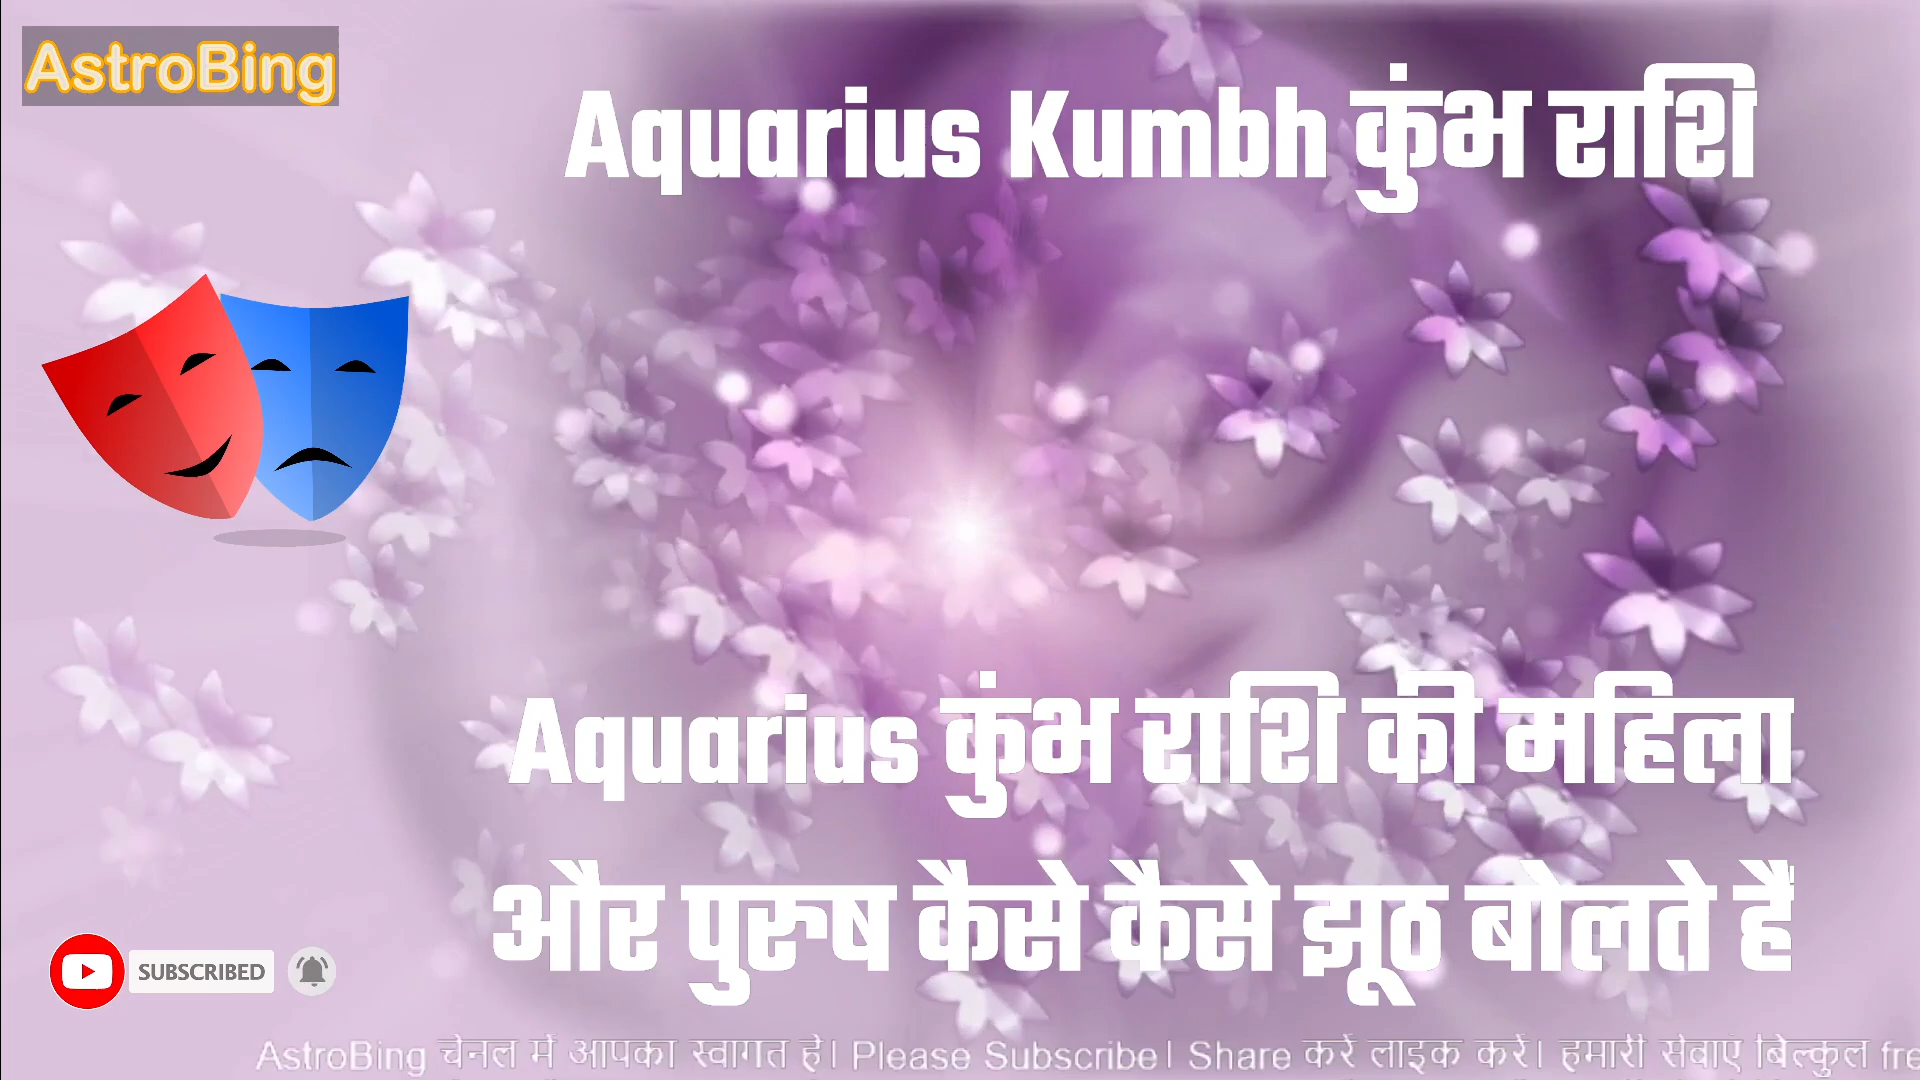 AstroBing
Aquarius Kumbh कुंभ राशि
Aquarius कुंभ राशि की महिला
और पुरुष कैसे कैसे झूठ बोलते हैं
SUBSCRIBED
AstroBing चैनल में आपका स्वागत है। Please Subscribe। Share करें लाइक करें। हमारी सेवाएं बिल्कुल fre